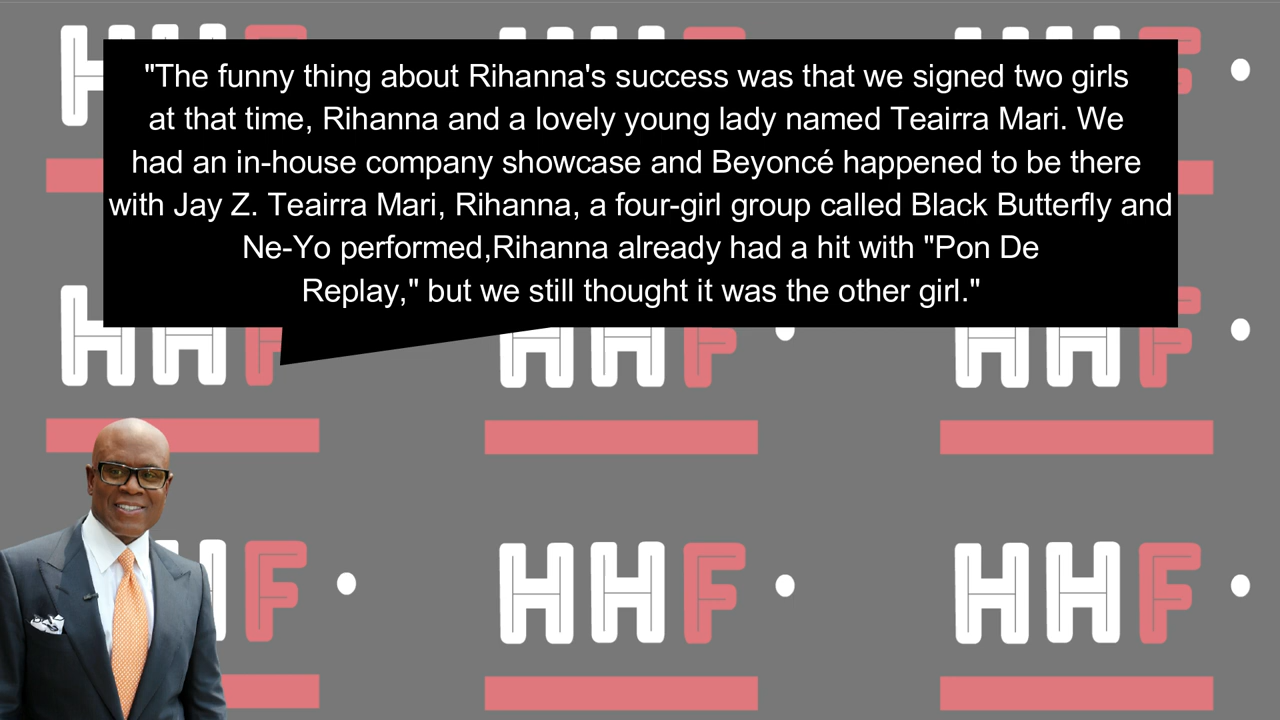 HHF
HHF
HHF
"The funny thing about Rihanna's success was that we signed two girls
at that time, Rihanna and a lovely young lady named Teairra Mari. We
had an in-house company showcase and Beyoncé happened to be there
with Jay Z. Teairra Mari, Rihanna, a four-girl group called Black Butterfly and
Ne-Yo performed,Rihanna already had a hit with "Pon De
Replay," but we still thought it was the other girl."
HHF
HHF
HHF
HF
HHF
HHF